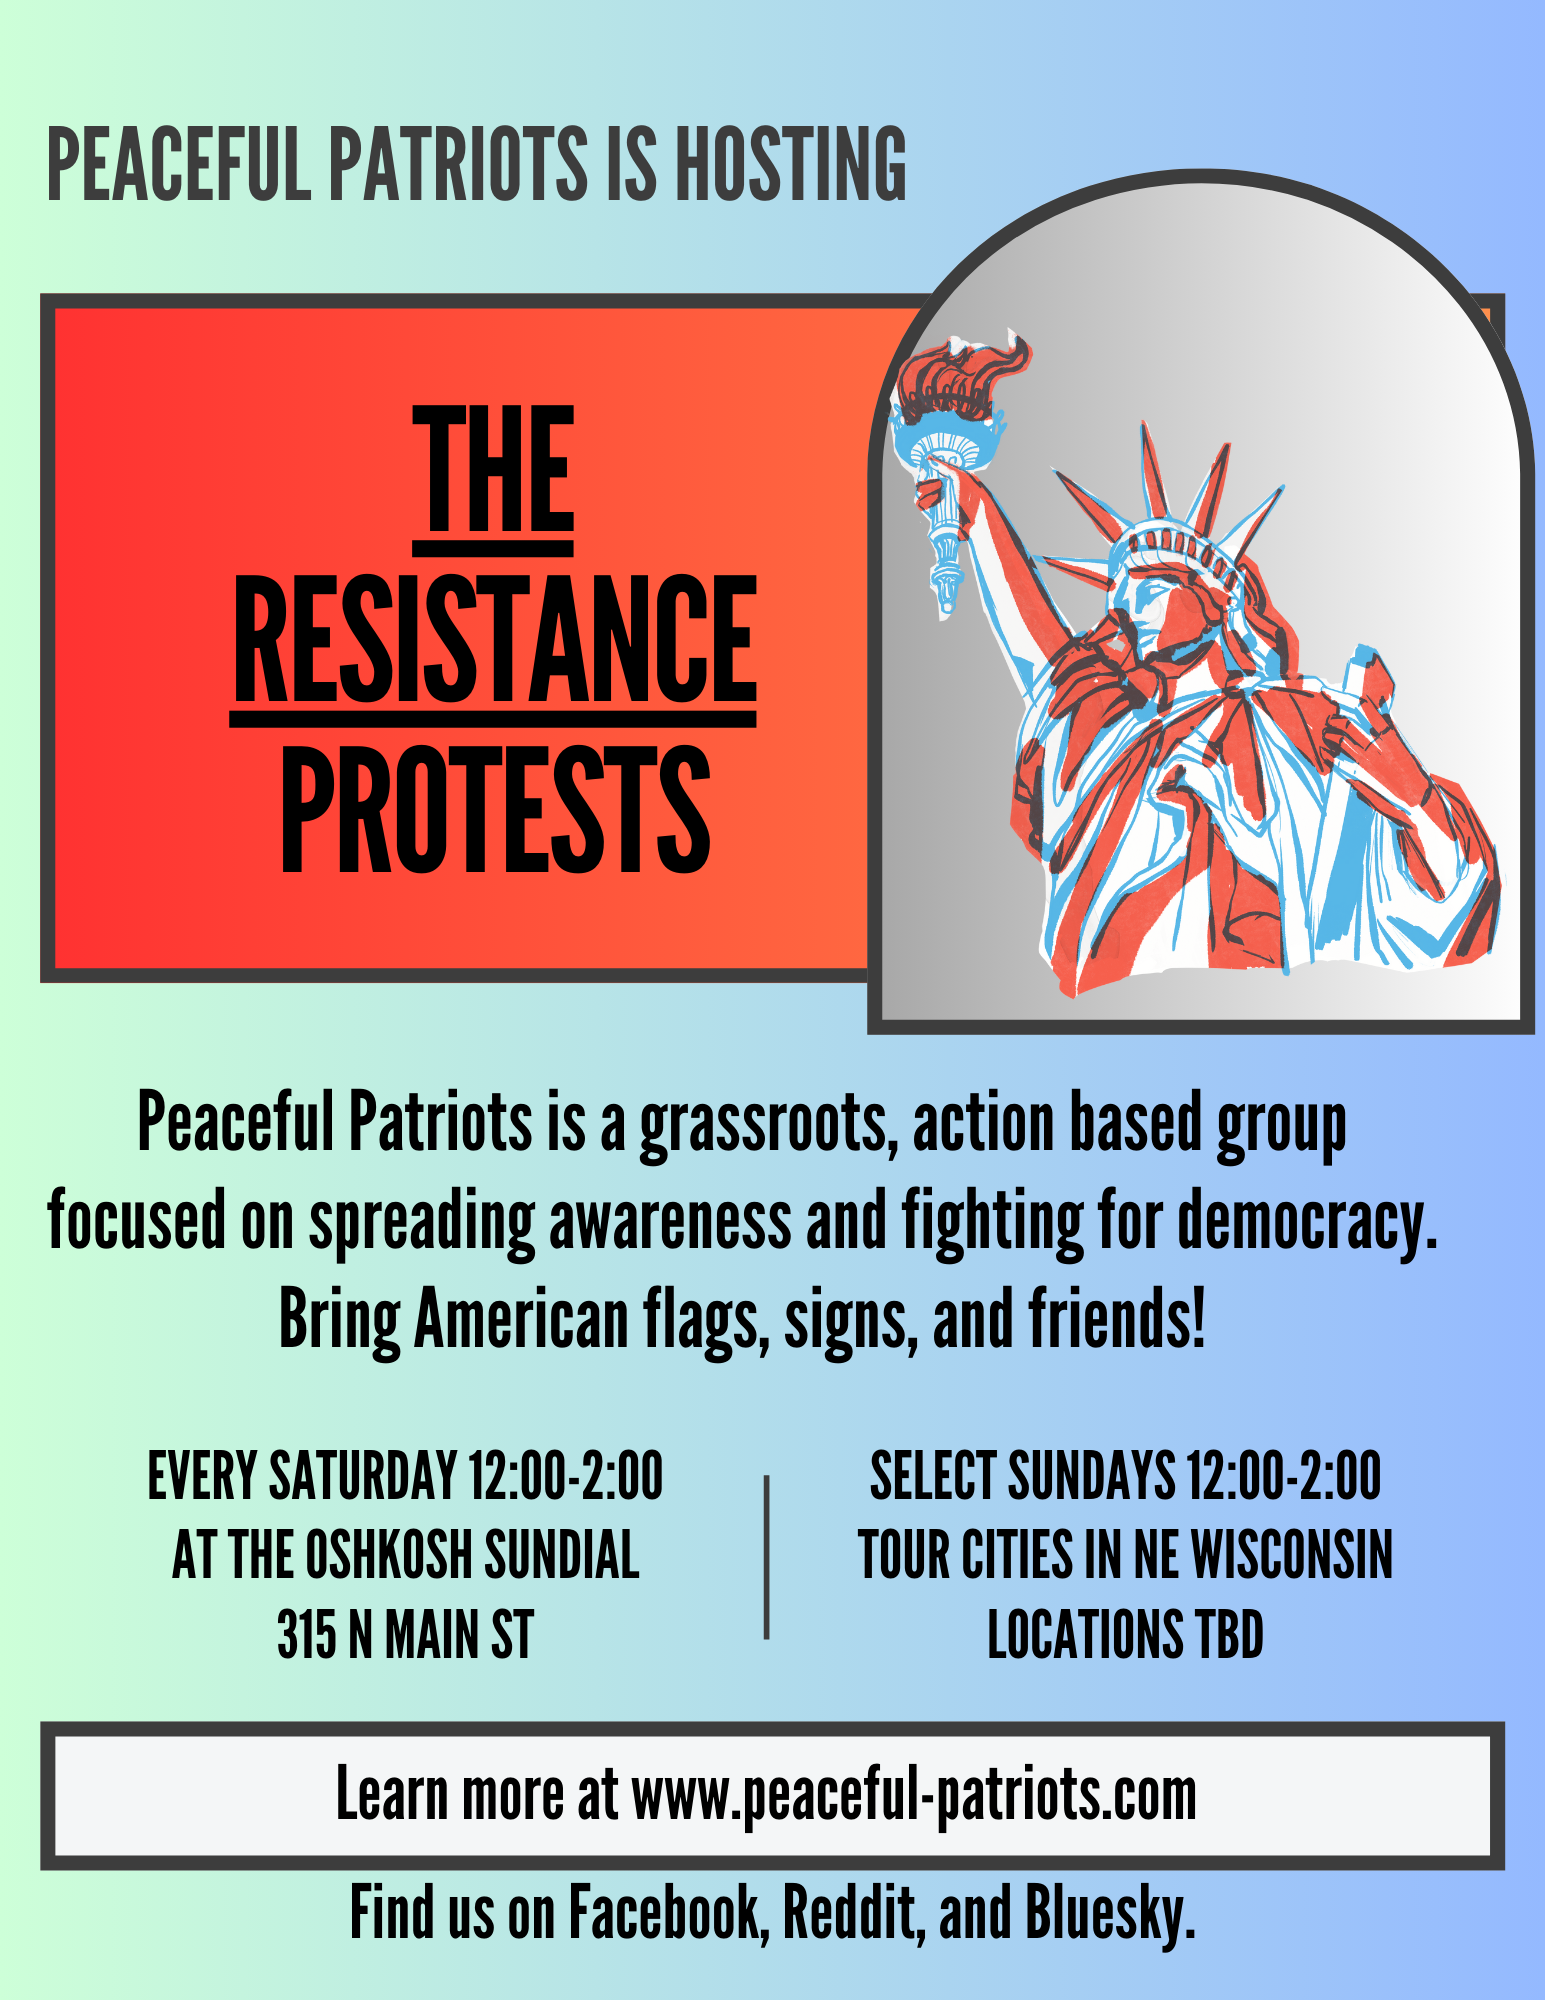 PEACEFUL PATRIOTS IS HOSTING
THE
RESISTANCE
PROTESTS
Peaceful Patriots is a grassroots, action based group
focused on spreading awareness and fighting for democracy.
Bring American flags, signs, and friends!
EVERY SATURDAY 12:00-2:00
AT THE OSHKOSH SUNDIAL
315 N MAIN ST
SELECT SUNDAYS 12:00-2:00
TOUR CITIES IN NE WISCONSIN
LOCATIONS TBD
Learn more at www.peaceful-patriots.com
Find us on Facebook, Reddit, and Bluesky.